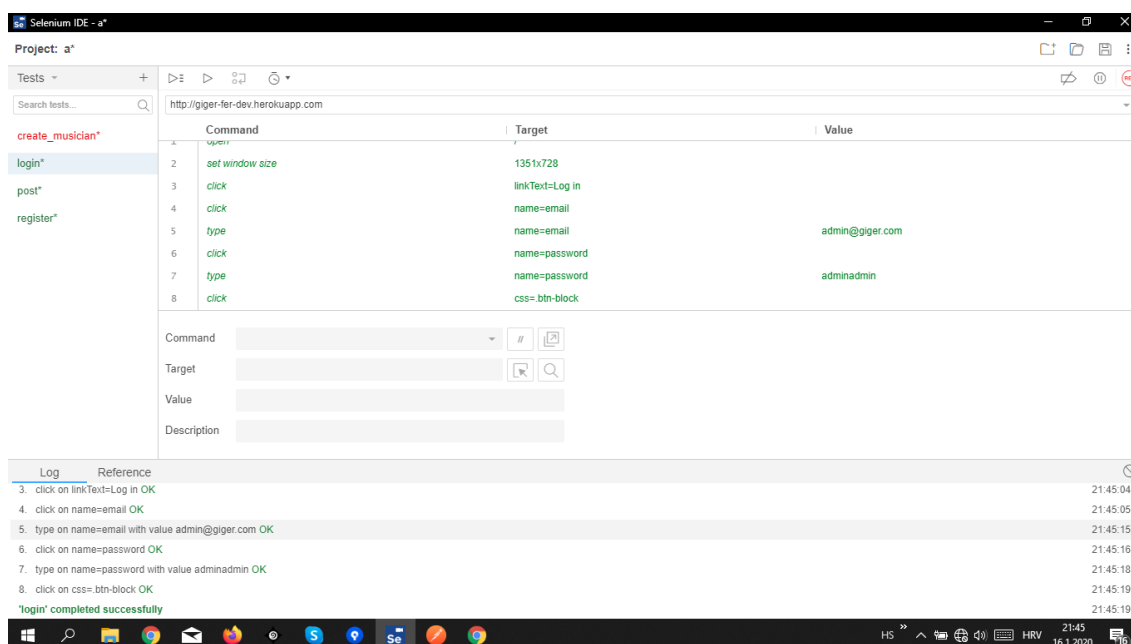 Selenium IDE - a*
Project: a*
Tests
Search tests...
http://giger-fer-dev.herokuapp.com
create_musician*
login*
post*
register*
Command Target Value
1 open /
2 set window size 1351x728
3 click linkText=Log in
4 click name=email
5 type name=email admin@giger.com
6 click name=password
7 type name=password adminadmin
8 click css=.btn-block
Command //
Target
Value
Description
Log Reference
3. click on linkText=Log in OK 21:45:04
4. click on name=email OK 21:45:05
5. type on name=email with value admin@giger.com OK 21:45:15
6. click on name=password OK 21:45:16
7. type on name=password with value adminadmin OK 21:45:18
8. click on css=.btn-block OK 21:45:19
'login' completed successfully 21:45:19
Se
HS HRV 21:45
16.1.2020.
16